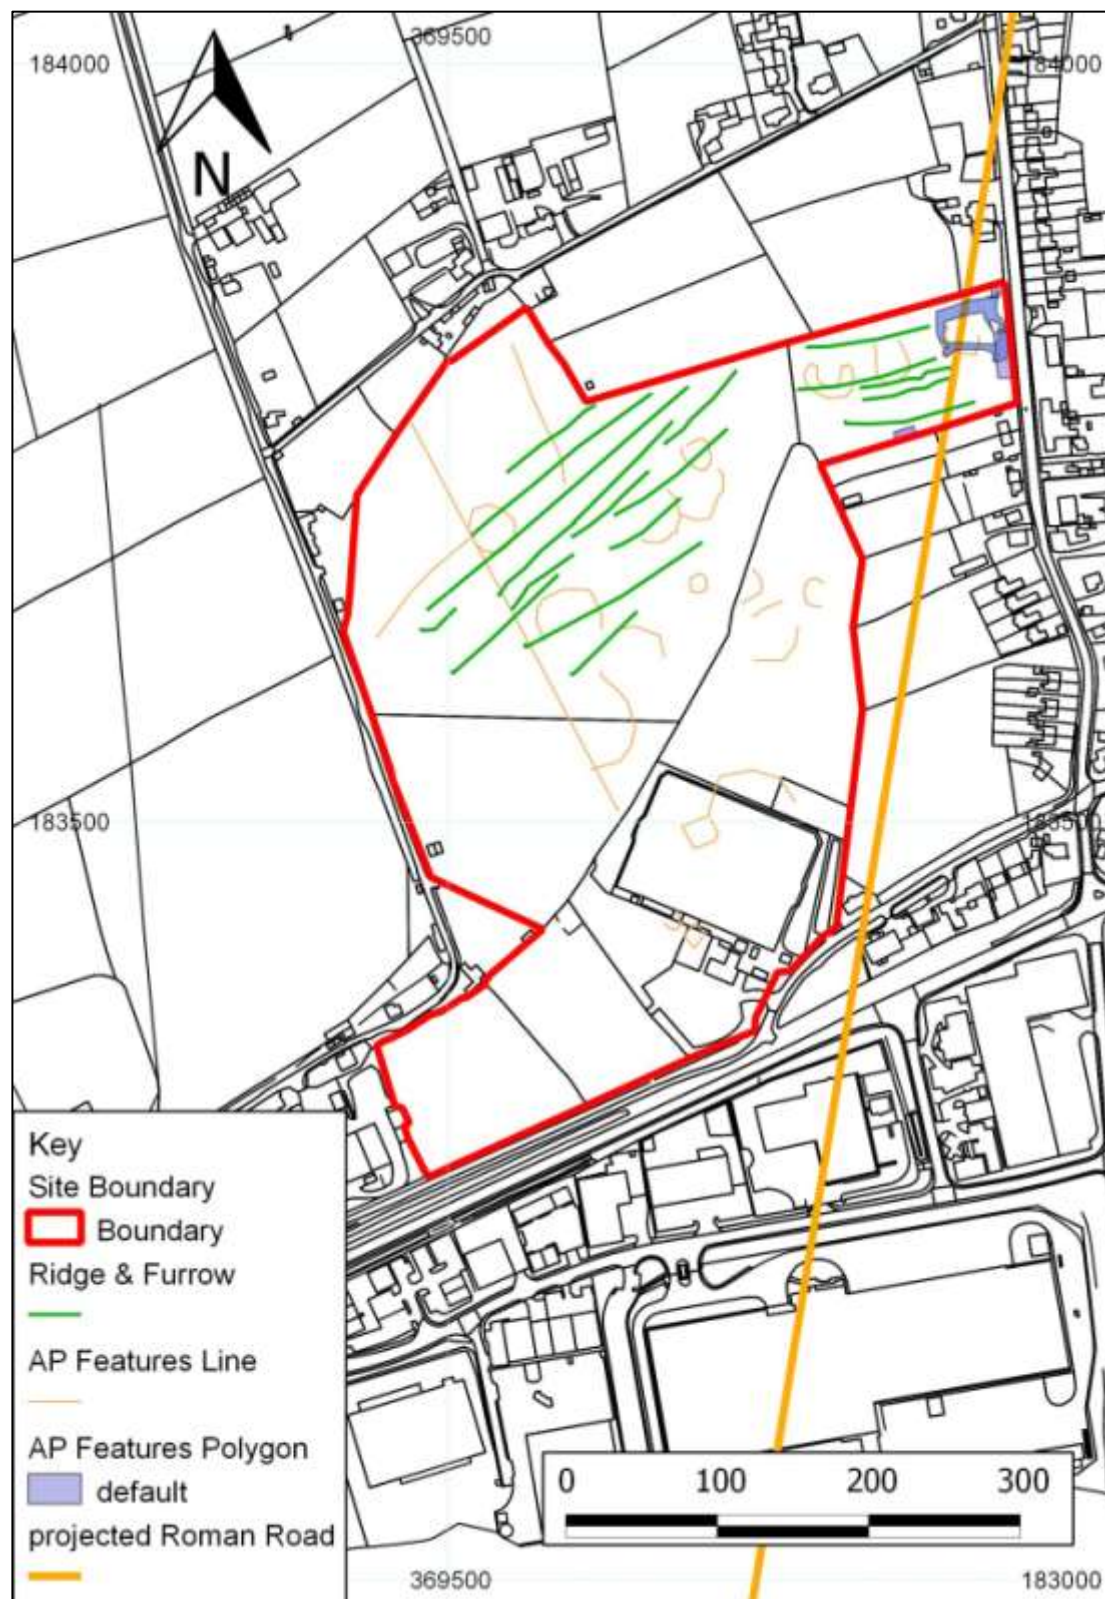 369500
184000
184000
N
183500
183500
Key
Site Boundary
Boundary
Ridge & Furrow
AP Features Line
AP Features Polygon
default
projected Roman Road
0 100 200 300
369500
183000